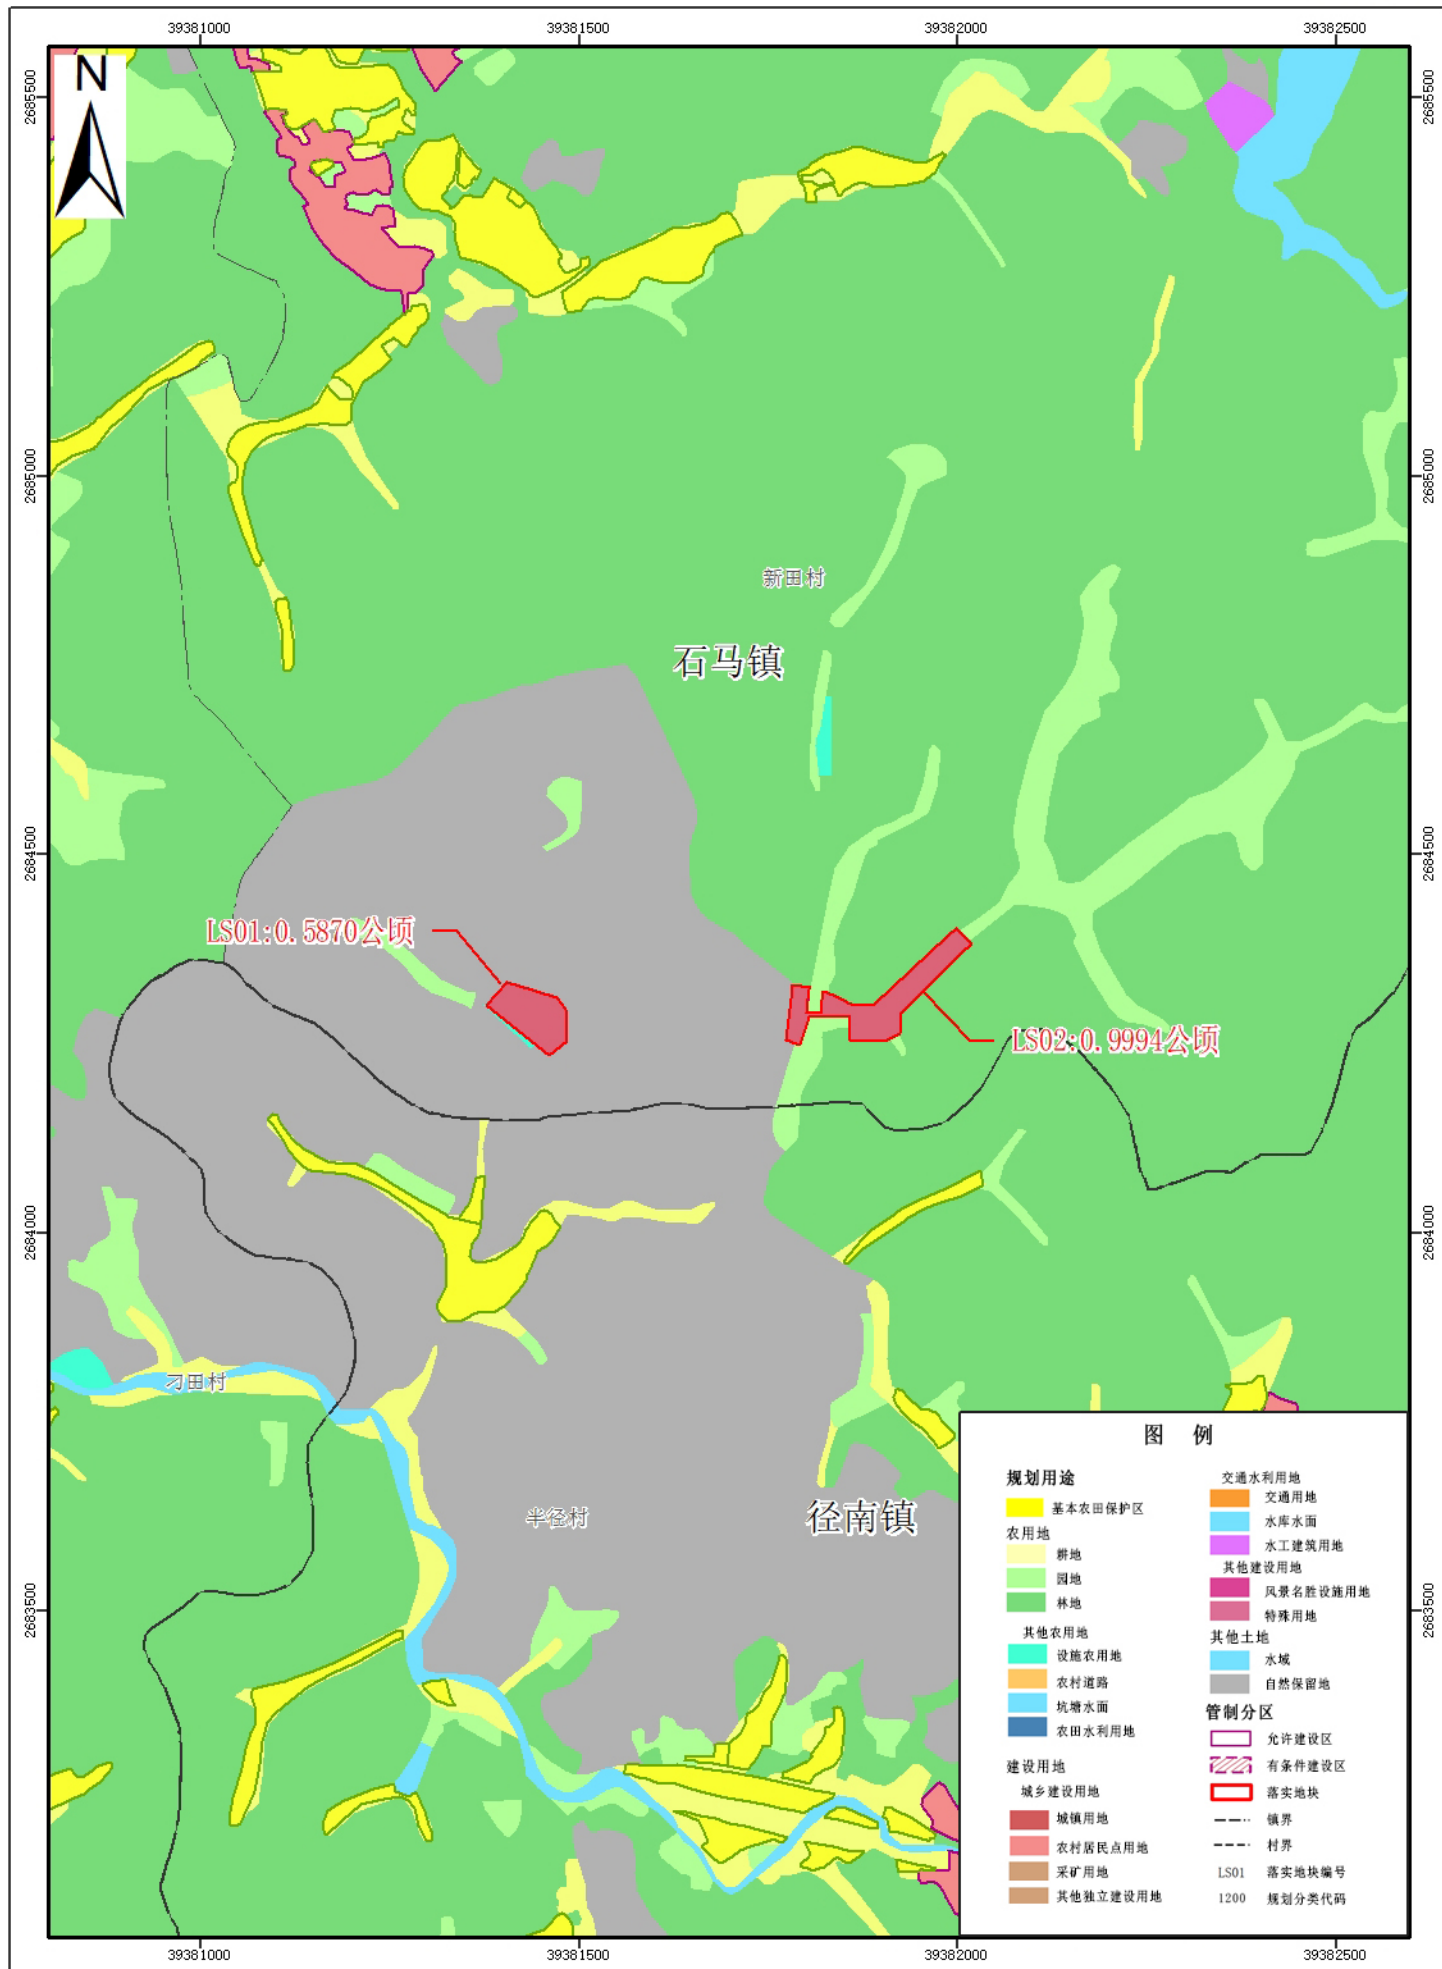 39381000
39381500
39382000
39382500
2685500
2685500
N
2685000
2685000
新田村
石马镇
2684500
2684500
LS01:0.5870公顷
LS02:0.9994公顷
2684000
2684000
刁田村
半径村
径南镇
2683500
2683500
图 例
规划用途
基本农田保护区
农用地
耕地
园地
林地
其他农用地
设施农用地
农村道路
坑塘水面
农田水利用地
建设用地
城乡建设用地
城镇用地
农村居民点用地
采矿用地
其他独立建设用地
交通水利用地
交通用地
水库水面
水工建筑用地
其他建设用地
风景名胜设施用地
特殊用地
其他土地
水域
自然保留地
管制分区
允许建设区
有条件建设区
落实地块
镇界
村界
LS01 落实地块编号
1200 规划分类代码
39381000
39381500
39382000
39382500